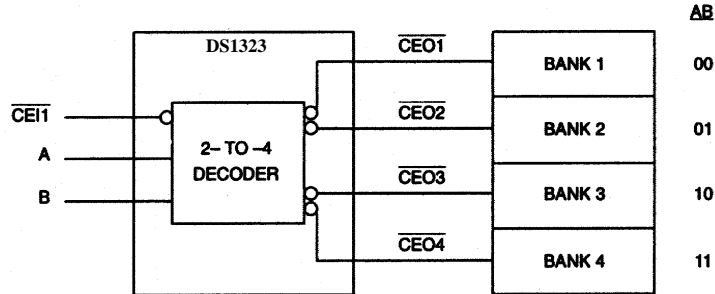 AB
DS1323
CEO1
BANK 1
00
CEI1
CEO2
BANK 2
01
2– TO –4
DECODER
A
B
CEO3
BANK 3
10
CEO4
BANK 4
11